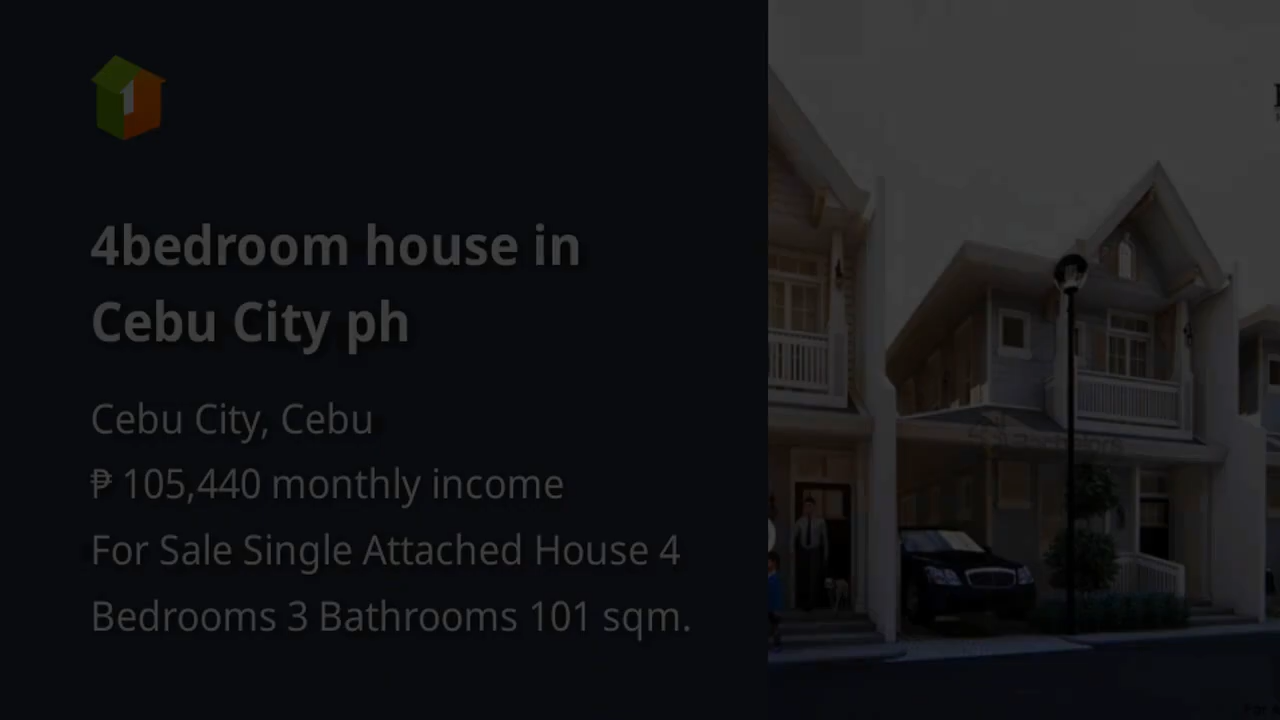 4bedroom house in
Cebu City ph
Cebu City, Cebu
₱ 105,440 monthly income
For Sale Single Attached House 4
Bedrooms 3 Bathrooms 101 sqm.